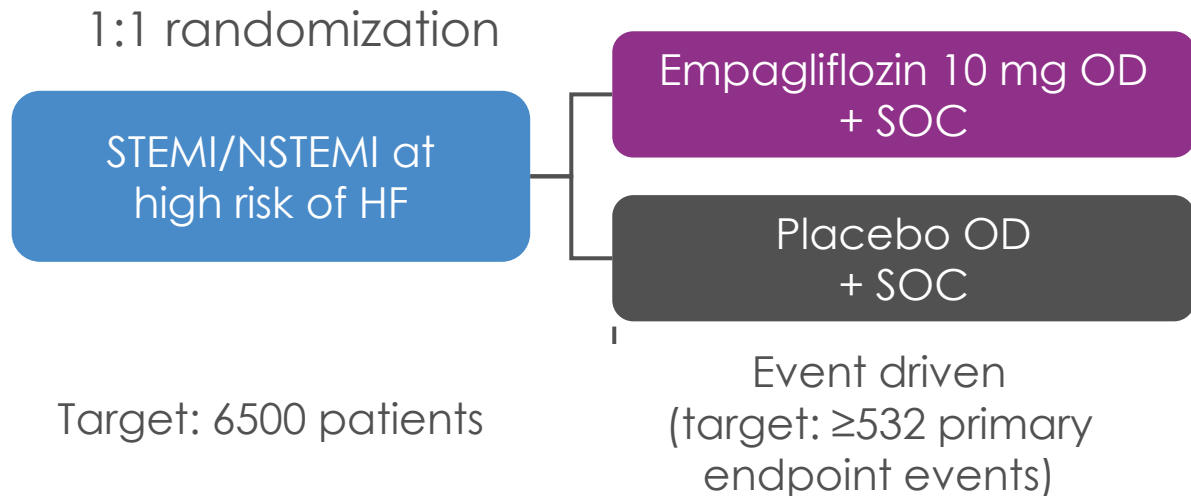 1:1 randomization
STEMI/NSTEMI at
high risk of HF
Empagliflozin 10 mg OD
+ SOC
Placebo OD
+ SOC
Target: 6500 patients
Event driven
(target: ≥532 primary
endpoint events)